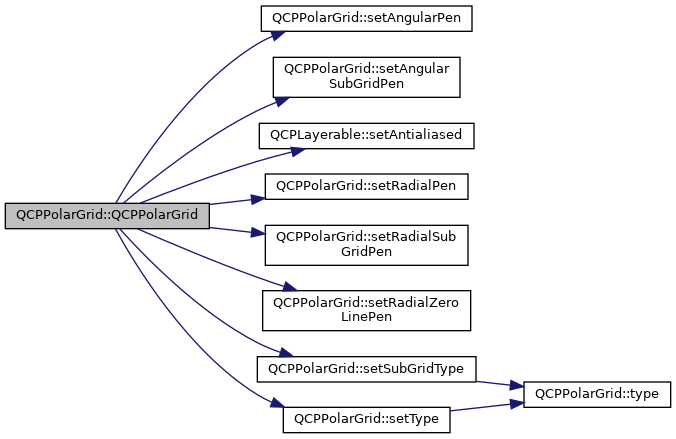 QCPPolarGrid::setAngularPen
QCPPolarGrid::setAngular
SubGridPen
QCPLayerable::setAntialiased
QCPPolarGrid::setRadialPen
QCPPolarGrid::QCPPolarGrid
QCPPolarGrid::setRadialSub
GridPen
QCPPolarGrid::setRadialZero
LinePen
QCPPolarGrid::setSubGridType
QCPPolarGrid::type
QCPPolarGrid::setType